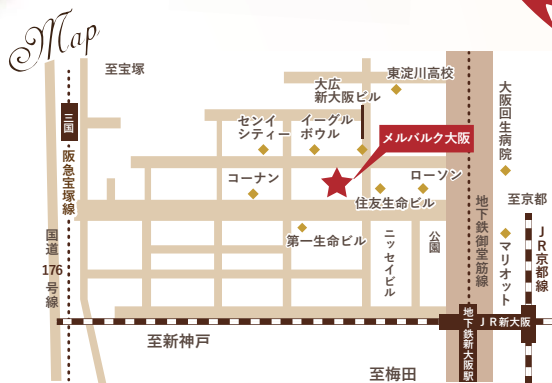 Map
至宝塚
東淀川高校
大広
新大阪ビル
大阪回生病院
三国
センイ
シティー
イーグル
ボウル
メルパルク大阪
阪急宝塚線
コーナン
ローソン
住友生命ビル
至京都
地下鉄御堂筋線
第一生命ビル
ニッセイビル
公園
マリオット
JR京都線
国道
176
号線
地下鉄新大阪駅
JR新大阪
至新神戸
至梅田